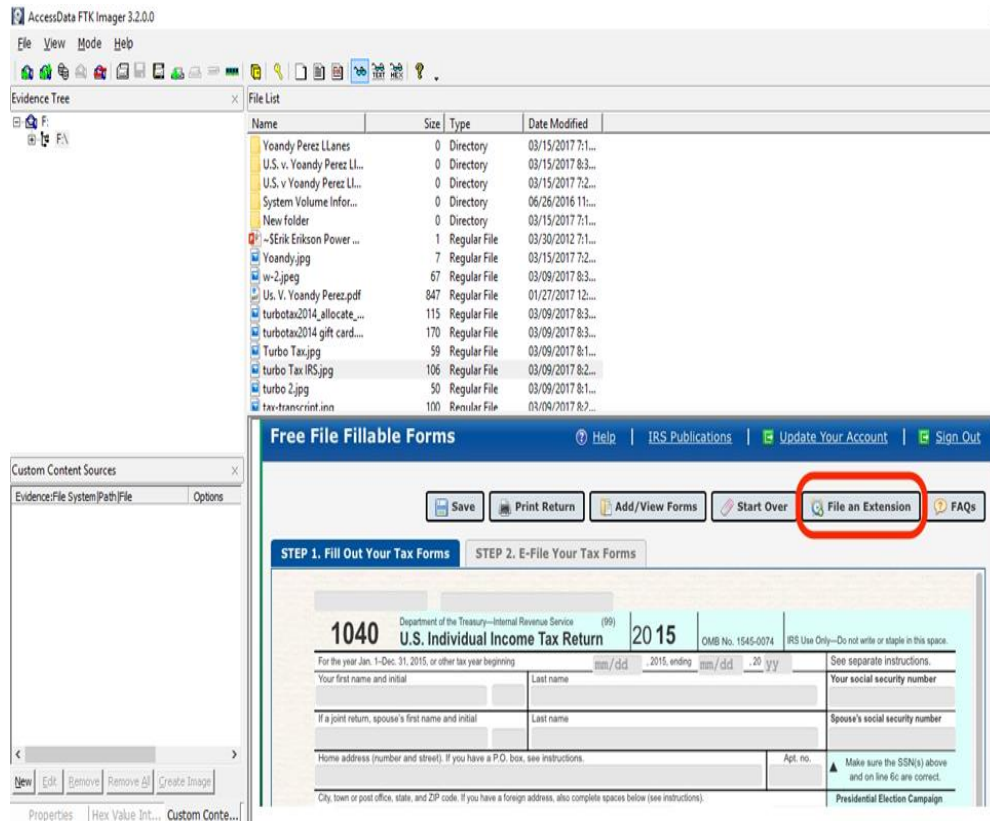 AccessData FTK Imager 3.2.0.0
File View Mode Help
Evidence Tree
F:
F:\
File List
Name Size Type Date Modified
Yoandy Perez LLanes 0 Directory 03/15/2017 7:1...
U.S. v. Yoandy Perez Ll... 0 Directory 03/15/2017 8:3...
U.S. v Yoandy Perez Ll... 0 Directory 03/15/2017 7:2...
System Volume Infor... 0 Directory 06/26/2016 11:...
New folder 0 Directory 03/15/2017 7:1...
~$Erik Erikson Power ... 1 Regular File 03/30/2012 7:1...
Yoandy.jpg 7 Regular File 03/15/2017 7:2...
w-2.jpeg 67 Regular File 03/09/2017 8:3...
Us. V. Yoandy Perez.pdf 847 Regular File 01/27/2017 12:...
turbotax2014_allocate_... 115 Regular File 03/09/2017 8:3...
turbotax2014 gift card.... 170 Regular File 03/09/2017 8:3...
Turbo Tax.jpg 59 Regular File 03/09/2017 8:1...
turbo Tax IRS.jpg 106 Regular File 03/09/2017 8:2...
turbo 2.jpg 50 Regular File 03/09/2017 8:1...
tax-transcript.jpg 100 Regular File 03/09/2017 8:2...
Custom Content Sources
Evidence:File System|Path|File Options
New Edit Remove Remove All Create Image
Properties Hex Value Int... Custom Conte...
Free File Fillable Forms Help | IRS Publications | Update Your Account | Sign Out
Save Print Return Add/View Forms Start Over File an Extension FAQs
STEP 1. Fill Out Your Tax Forms STEP 2. E-File Your Tax Forms
1040 Department of the Treasury—Internal Revenue Service (99)
U.S. Individual Income Tax Return 2015 OMB No. 1545-0074 IRS Use Only—Do not write or staple in this space.
For the year Jan. 1–Dec. 31, 2015, or other tax year beginning mm/dd , 2015, ending mm/dd , 20 yy See separate instructions.
Your first name and initial Last name Your social security number
If a joint return, spouse's first name and initial Last name Spouse's social security number
Home address (number and street). If you have a P.O. box, see instructions. Apt. no. ▲ Make sure the SSN(s) above
and on line 6c are correct.
City, town or post office, state, and ZIP code. If you have a foreign address, also complete spaces below (see instructions). Presidential Election Campaign